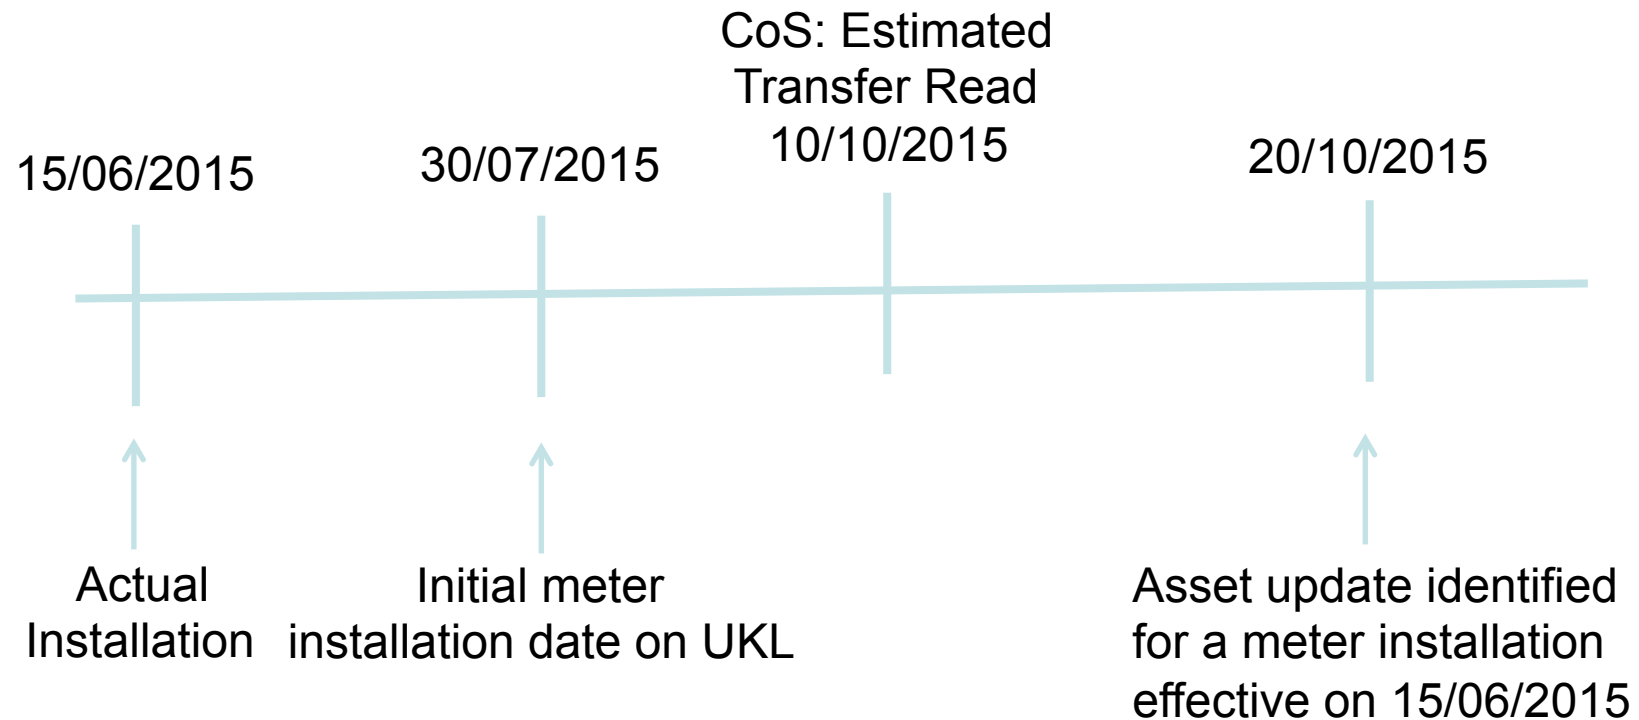 CoS: Estimated
Transfer Read
10/10/2015
15/06/2015
30/07/2015
20/10/2015
Actual
Installation
Initial meter
installation date on UKL
Asset update identified
for a meter installation
effective on 15/06/2015